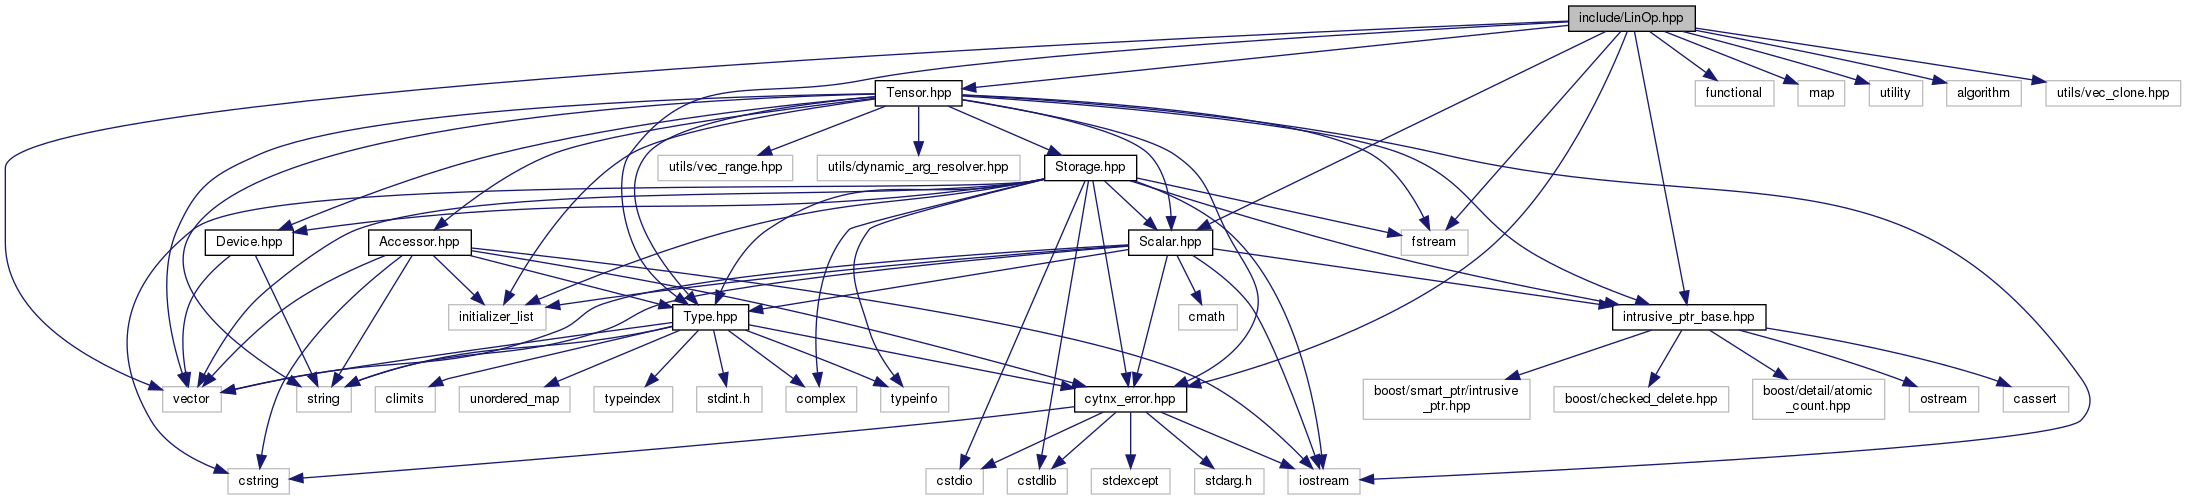 include/LinOp.hpp
Tensor.hpp
functional
map
utility
algorithm
utils/vec_clone.hpp
utils/vec_range.hpp
utils/dynamic_arg_resolver.hpp
Storage.hpp
Device.hpp
Accessor.hpp
Scalar.hpp
fstream
initializer_list
Type.hpp
cmath
intrusive_ptr_base.hpp
vector
string
climits
unordered_map
typeindex
stdint.h
complex
typeinfo
cytnx_error.hpp
boost/smart_ptr/intrusive
_ptr.hpp
boost/checked_delete.hpp
boost/detail/atomic
_count.hpp
ostream
cassert
cstring
cstdio
cstdlib
stdexcept
stdarg.h
iostream